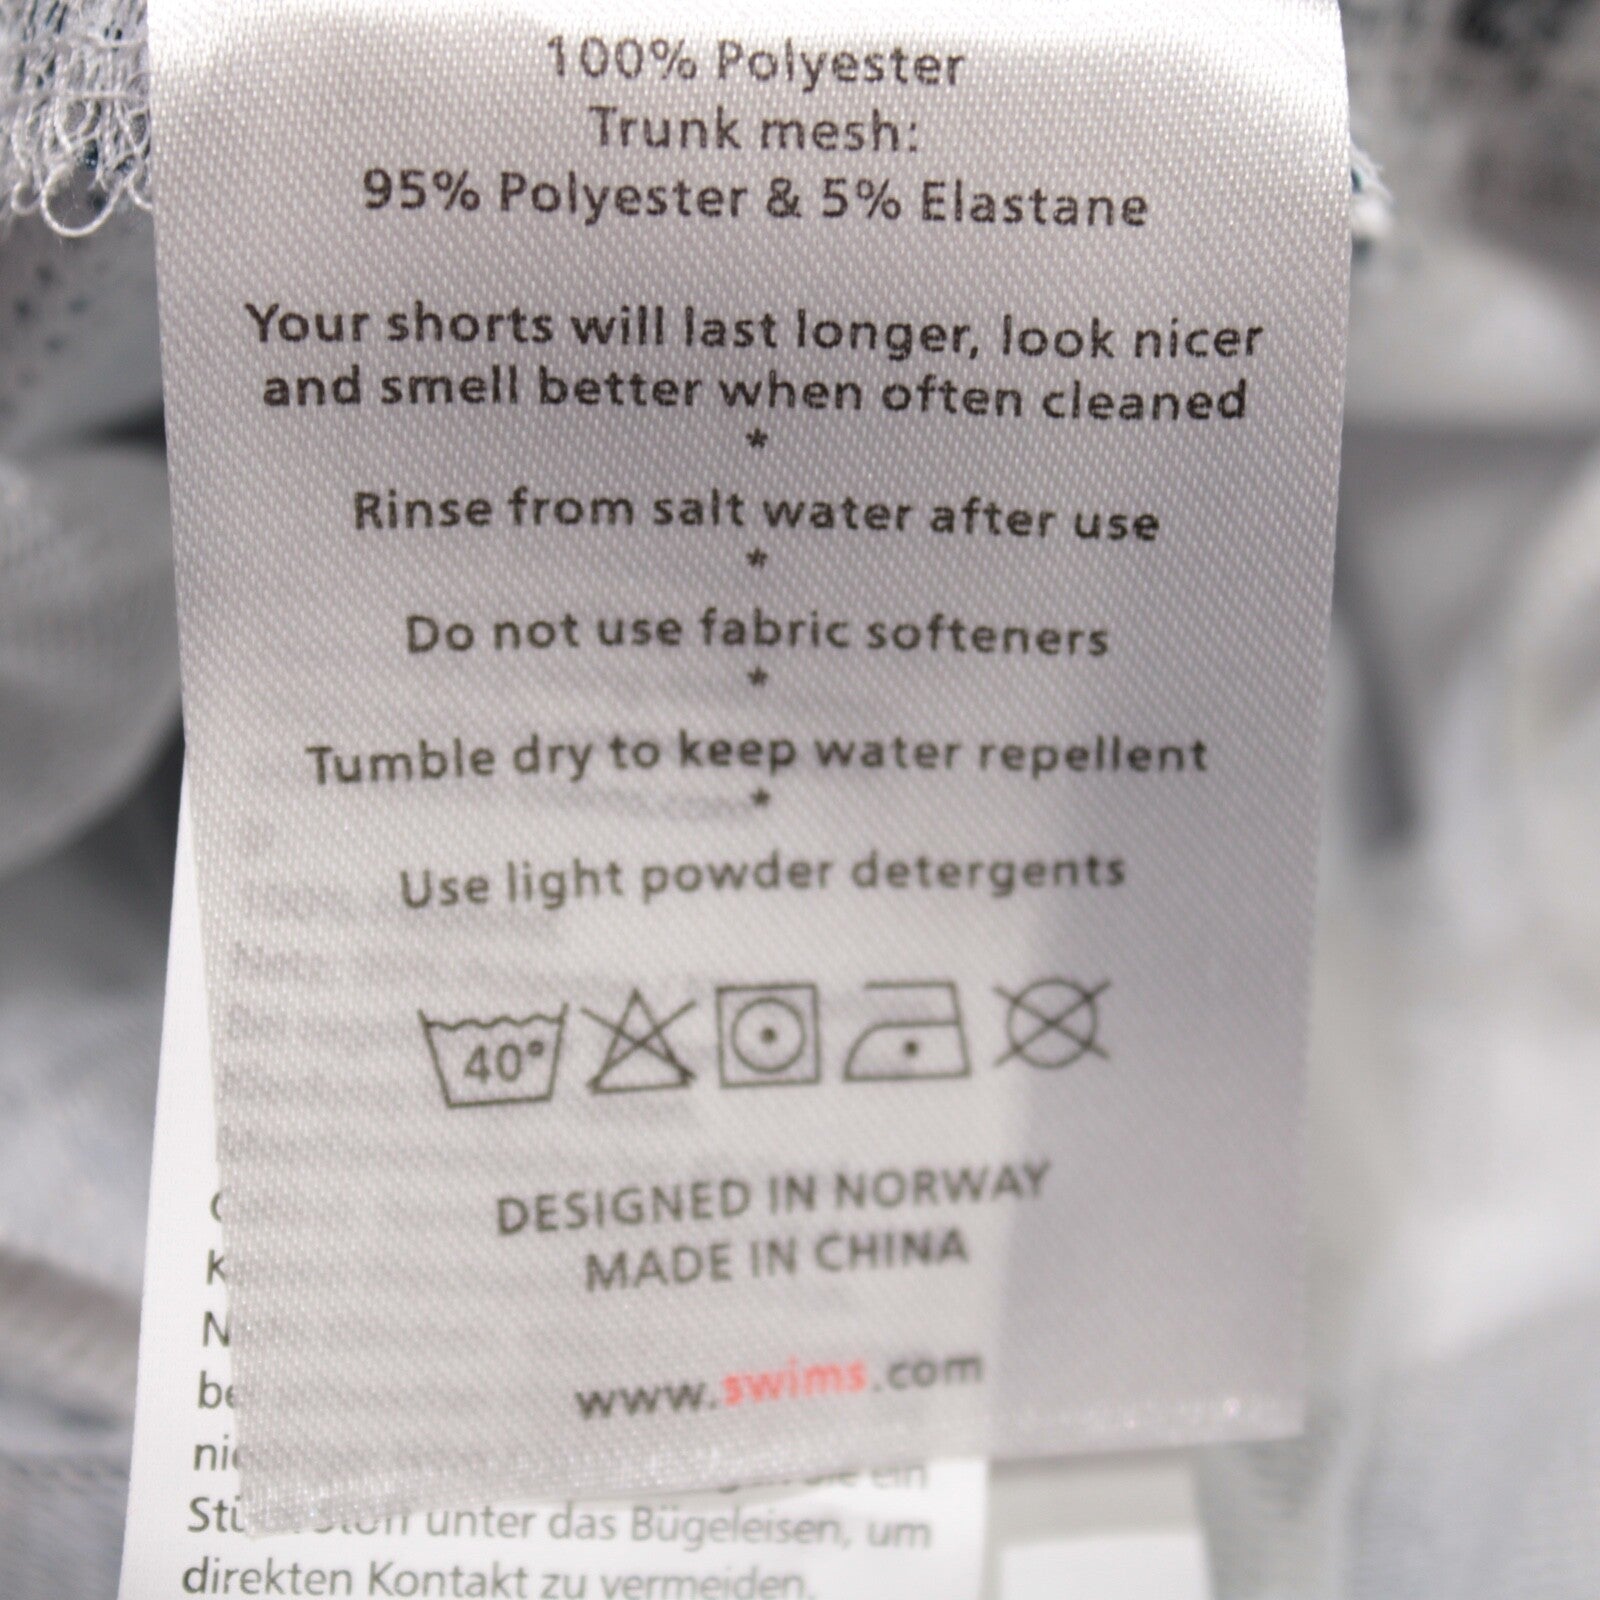 100% Polyester
Trunk mesh:
95% Polyester & 5% Elastane
Your shorts will last longer, look nicer
and smell better when often cleaned
*
Rinse from salt water after use
*
Do not use fabric softeners
*
Tumble dry to keep water repellent
*
Use light powder detergents
40°
DESIGNED IN NORWAY
MADE IN CHINA
www.swims.com
unter das Bügeleisen, um
direkten Kontakt zu vermeiden.